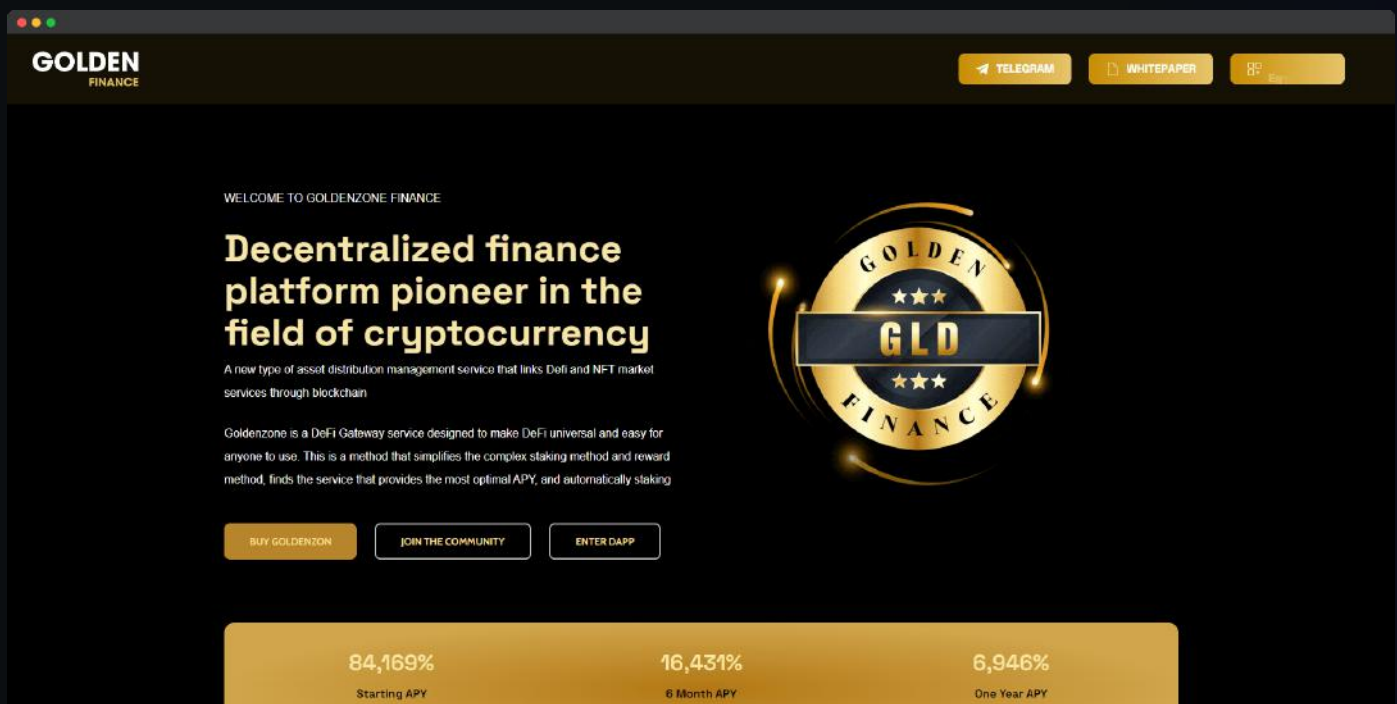 GOLDEN
FINANCE
TELEGRAM
WHITEPAPER
WELCOME TO GOLDENZONE FINANCE
Decentralized finance
platform pioneer in the
field of cryptocurrency
A new type of asset distribution management service that links Defi and NFT market
services through blockchain
Goldenzone is a DeFi Gateway service designed to make DeFi universal and easy for
anyone to use. This is a method that simplifies the complex staking method and reward
method, finds the service that provides the most optimal APY, and automatically staking
BUY GOLDENZON
JOIN THE COMMUNITY
ENTER DAPP
GOLDEN
GLD
FINANCE
84,169%
Starting APY
16,431%
6 Month APY
6,946%
One Year APY